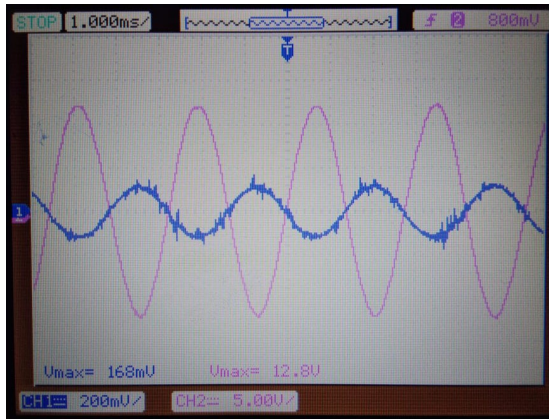 STOP 1.000ms/ T 2 800mV
T
1
Vmax= 168mV Vmax= 12.8V
CH1 200mV/ CH2 5.00V/